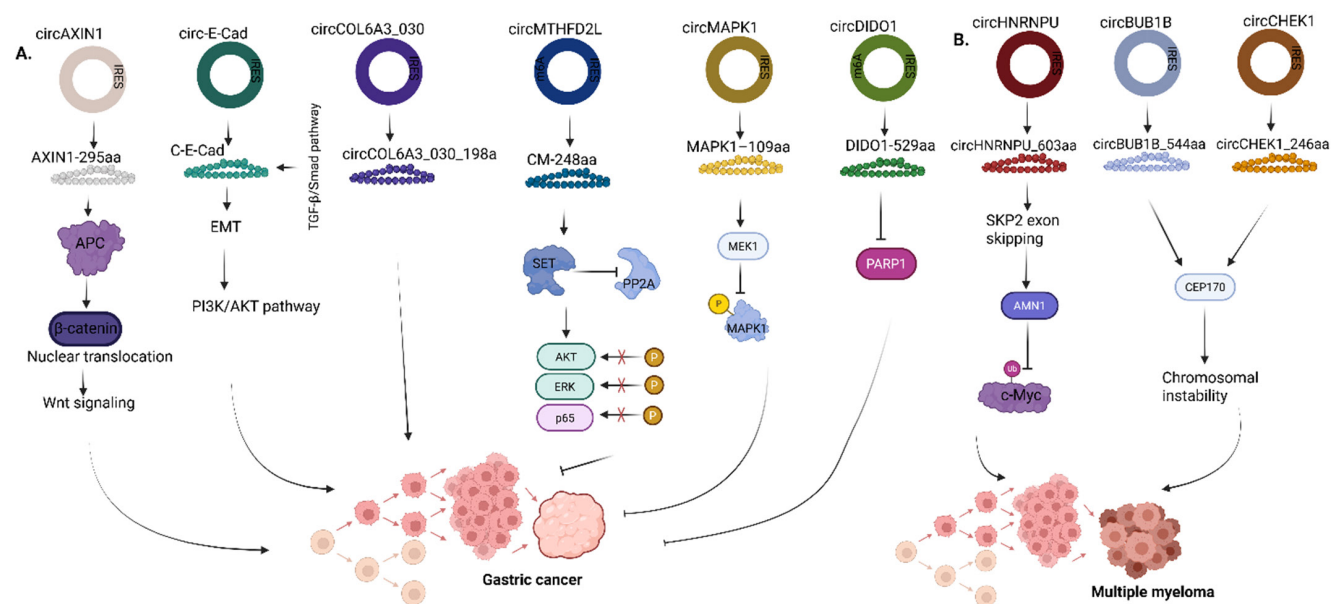 A.
circAXIN1
IRES
AXIN1-295aa
APC
β-catenin
Nuclear translocation
Wnt signaling
circ-E-Cad
IRES
C-E-Cad
EMT
PI3K/AKT pathway
TGF-β/Smad pathway
circCOL6A3_030
IRES
circCOL6A3_030_198a
circMTHFD2L
m6A
CM-248aa
SET
PP2A
AKT
P
ERK
P
p65
P
circMAPK1
IRES
MAPK1–109aa
MEK1
P
MAPK1
circDIDO1
m6A
DIDO1-529aa
PARP1
Gastric cancer
B.
circHNRNPU
IRES
circHNRNPU_603aa
SKP2 exon
skipping
AMN1
Ub
c-Myc
circBUB1B
IRES
circBUB1B_544aa
circCHEK1
IRES
circCHEK1_246aa
CEP170
Chromosomal
instability
Multiple myeloma